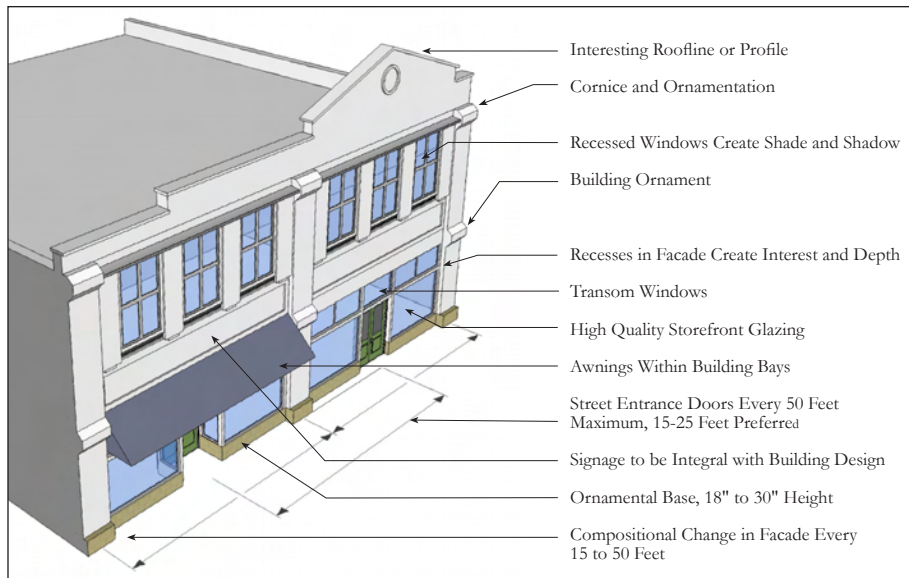 Interesting Roofline or Profile
Cornice and Ornamentation
Recessed Windows Create Shade and Shadow
Building Ornament
Recesses in Facade Create Interest and Depth
Transom Windows
High Quality Storefront Glazing
Awnings Within Building Bays
Street Entrance Doors Every 50 Feet
Maximum, 15-25 Feet Preferred
Signage to be Integral with Building Design
Ornamental Base, 18" to 30" Height
Compositional Change in Facade Every
15 to 50 Feet